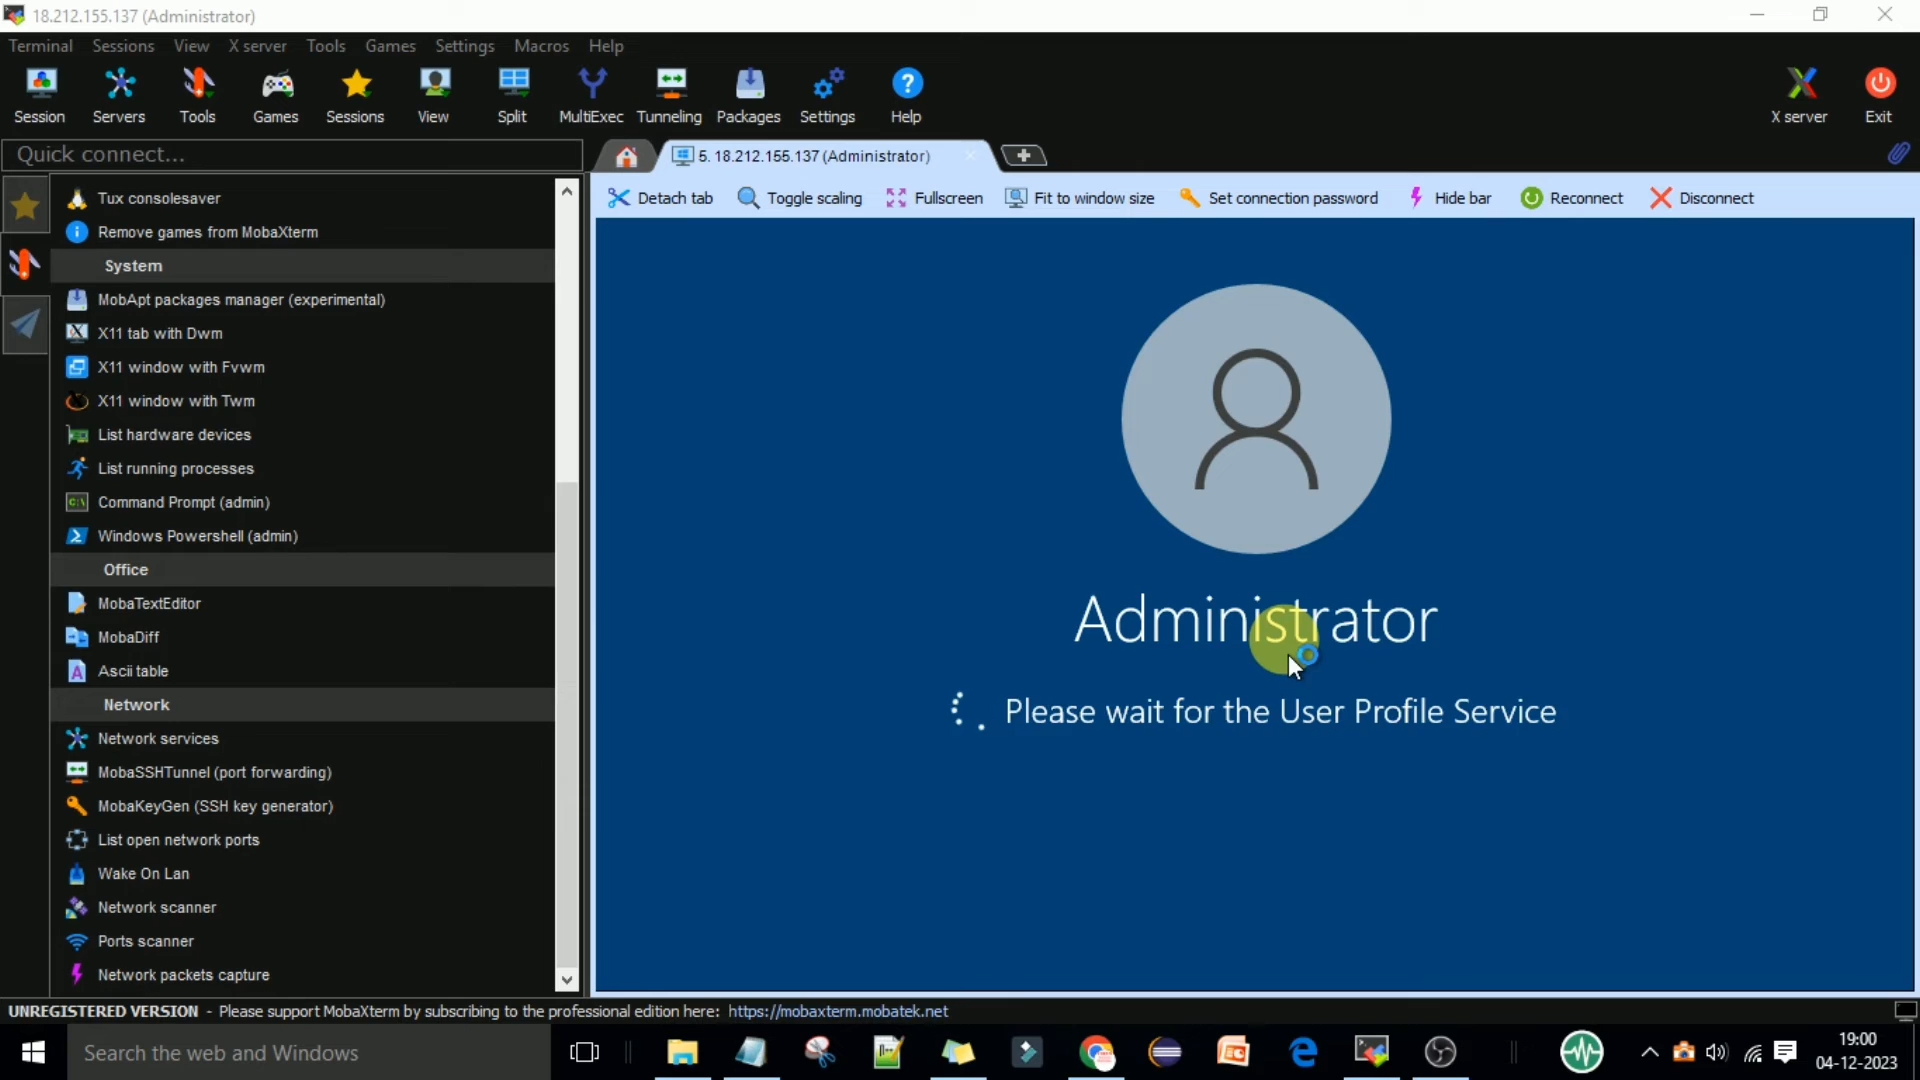 18.212.155.137 (Administrator)
Terminal Sessions View X server Tools Games Settings Macros Help
Session Servers Tools Games Sessions View Split MultiExec Tunneling Packages Settings Help X server Exit
Quick connect...
5. 18.212.155.137 (Administrator)
Detach tab Toggle scaling Fullscreen Fit to window size Set connection password Hide bar Reconnect Disconnect
Tux consolesaver
Remove games from MobaXterm
System
MobApt packages manager (experimental)
X11 tab with Dwm
X11 window with Fvwm
X11 window with Twm
List hardware devices
List running processes
Command Prompt (admin)
Windows Powershell (admin)
Office
MobaTextEditor
MobaDiff
Ascii table
Network
Network services
MobaSSHTunnel (port forwarding)
MobaKeyGen (SSH key generator)
List open network ports
Wake On Lan
Network scanner
Ports scanner
Network packets capture
Administrator
Please wait for the User Profile Service
UNREGISTERED VERSION - Please support MobaXterm by subscribing to the professional edition here: https://mobaxterm.mobatek.net
Search the web and Windows
19:00
04-12-2023